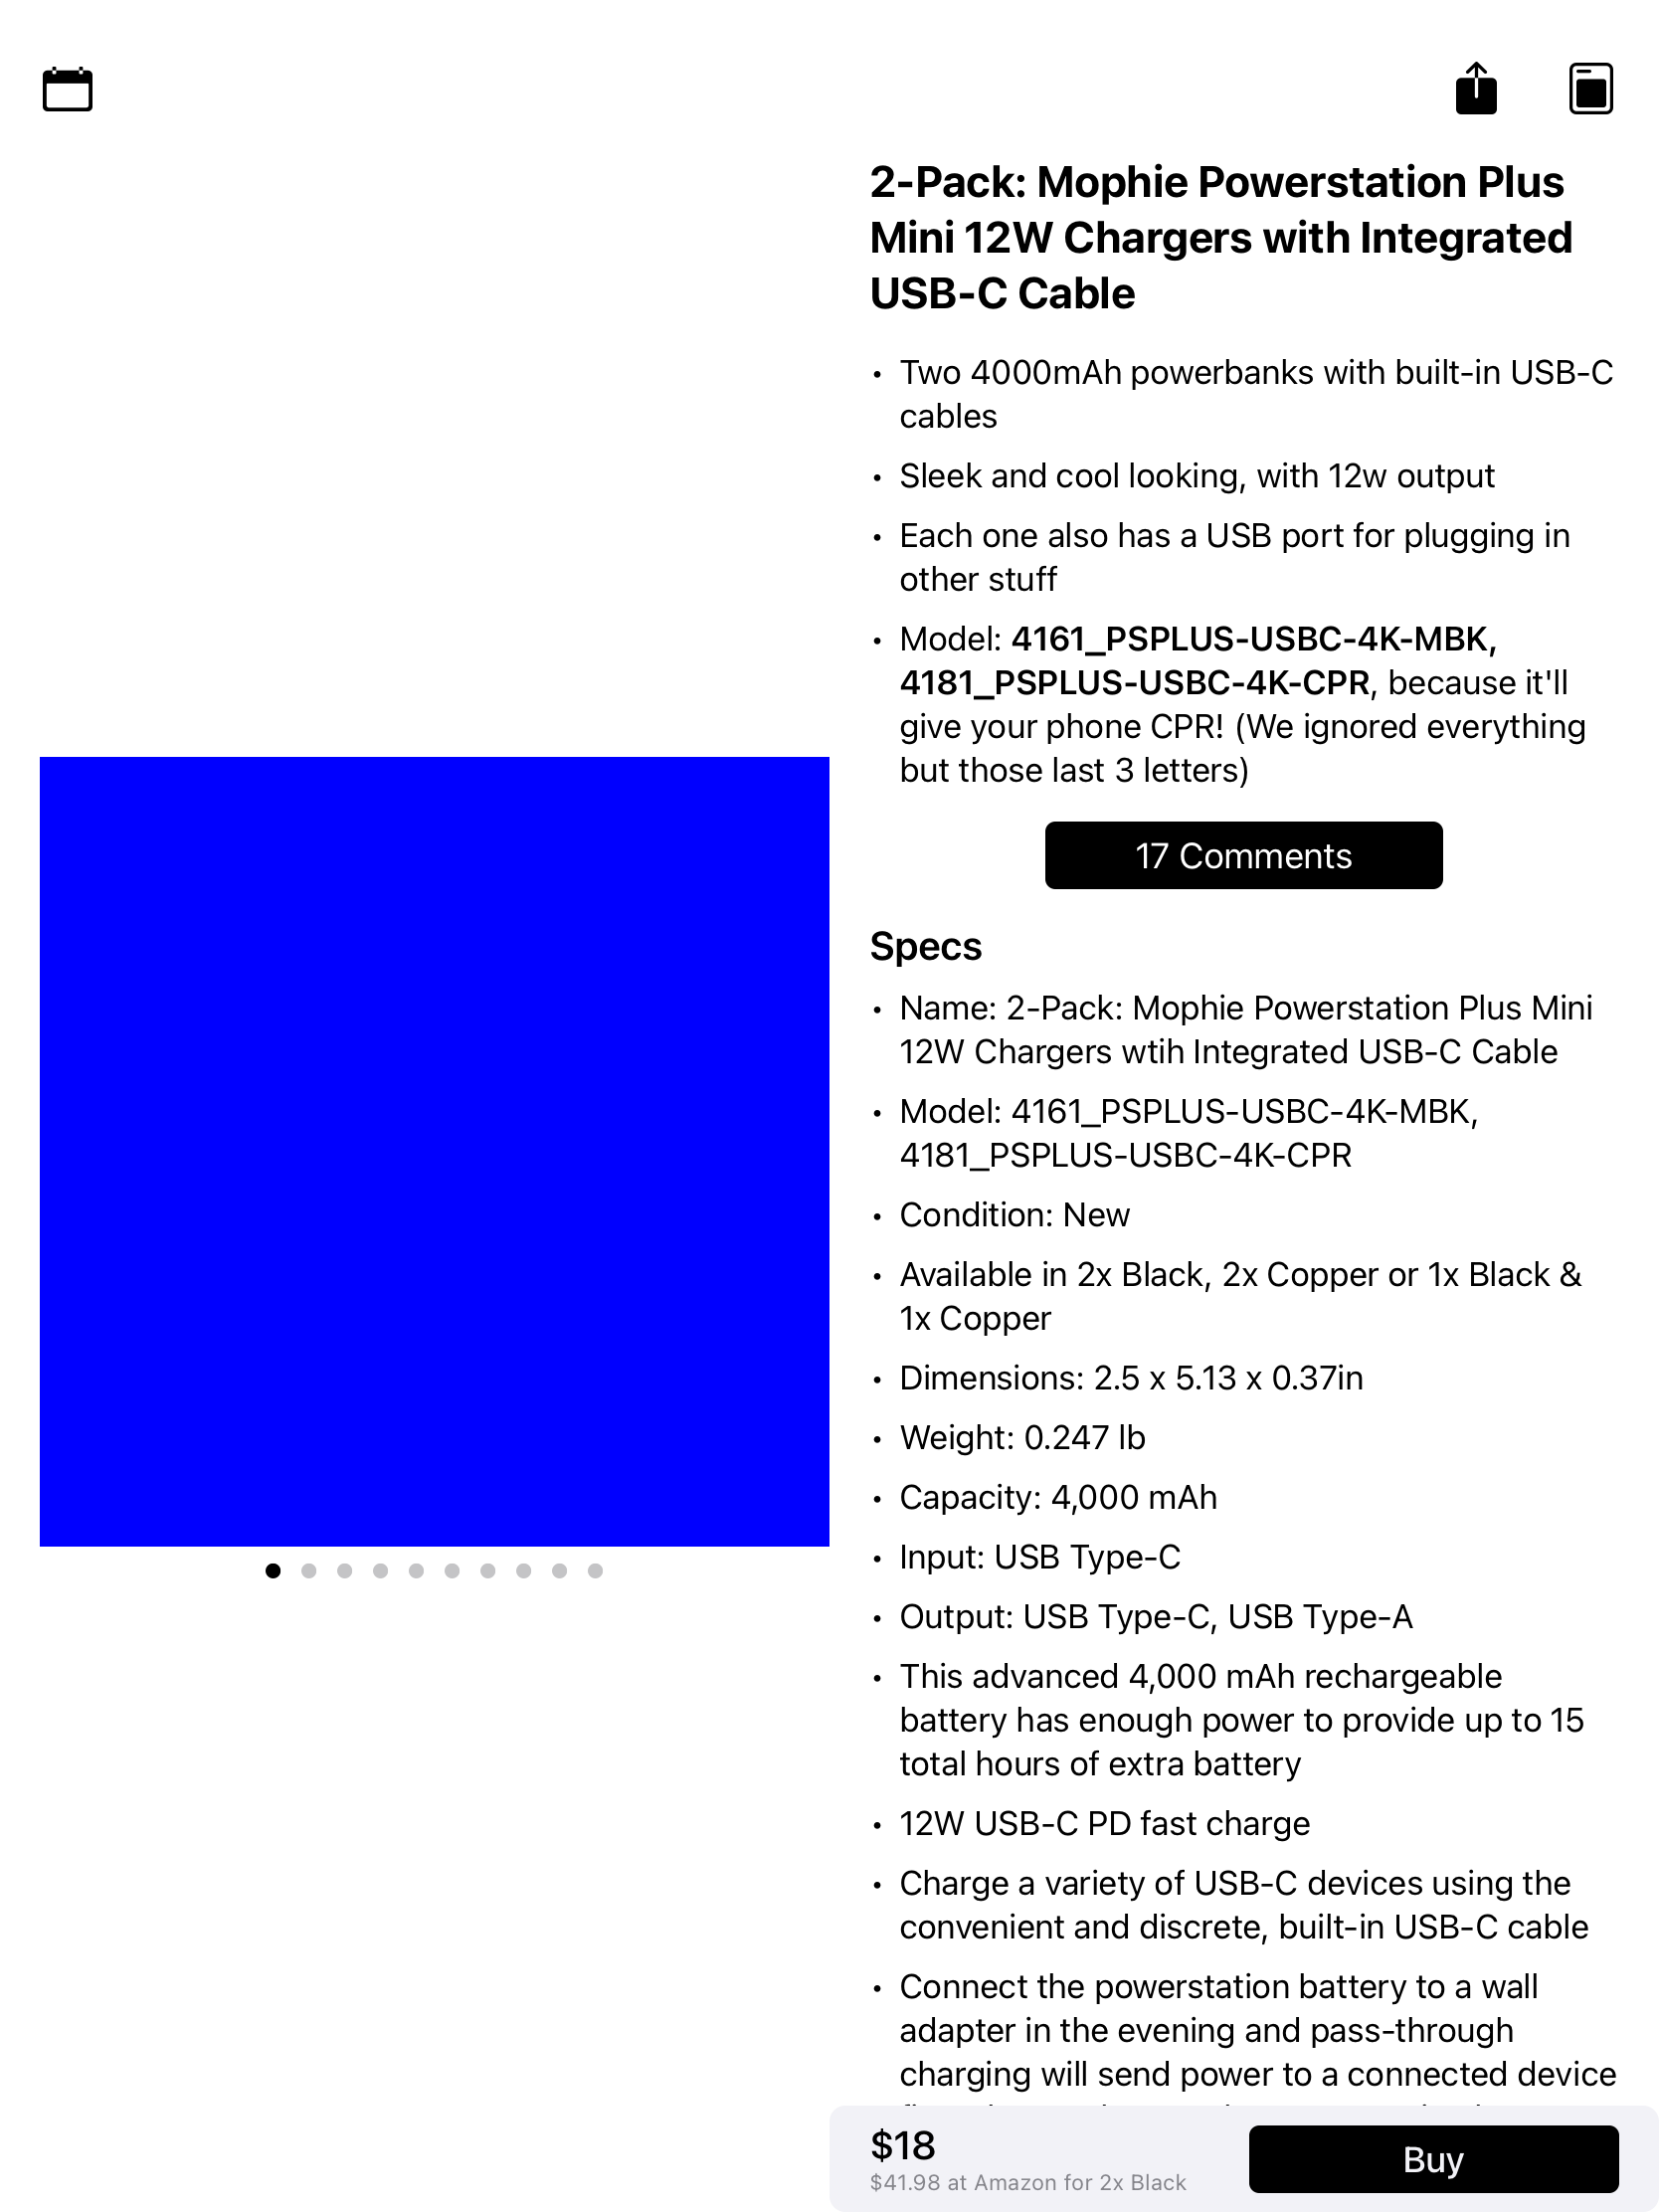 2-Pack: Mophie Powerstation Plus
Mini 12W Chargers with Integrated
USB-C Cable
• Two 4000mAh powerbanks with built-in USB-C
cables
• Sleek and cool looking, with 12w output
• Each one also has a USB port for plugging in
other stuff
• Model: 4161_PSPLUS-USBC-4K-MBK,
4181_PSPLUS-USBC-4K-CPR, because it'll
give your phone CPR! (We ignored everything
but those last 3 letters)
17 Comments
Specs
• Name: 2-Pack: Mophie Powerstation Plus Mini
12W Chargers wtih Integrated USB-C Cable
• Model: 4161_PSPLUS-USBC-4K-MBK,
4181_PSPLUS-USBC-4K-CPR
• Condition: New
• Available in 2x Black, 2x Copper or 1x Black &
1x Copper
• Dimensions: 2.5 x 5.13 x 0.37in
• Weight: 0.247 lb
• Capacity: 4,000 mAh
• Input: USB Type-C
• Output: USB Type-C, USB Type-A
• This advanced 4,000 mAh rechargeable
battery has enough power to provide up to 15
total hours of extra battery
• 12W USB-C PD fast charge
• Charge a variety of USB-C devices using the
convenient and discrete, built-in USB-C cable
• Connect the powerstation battery to a wall
adapter in the evening and pass-through
charging will send power to a connected device
$18
$41.98 at Amazon for 2x Black
Buy